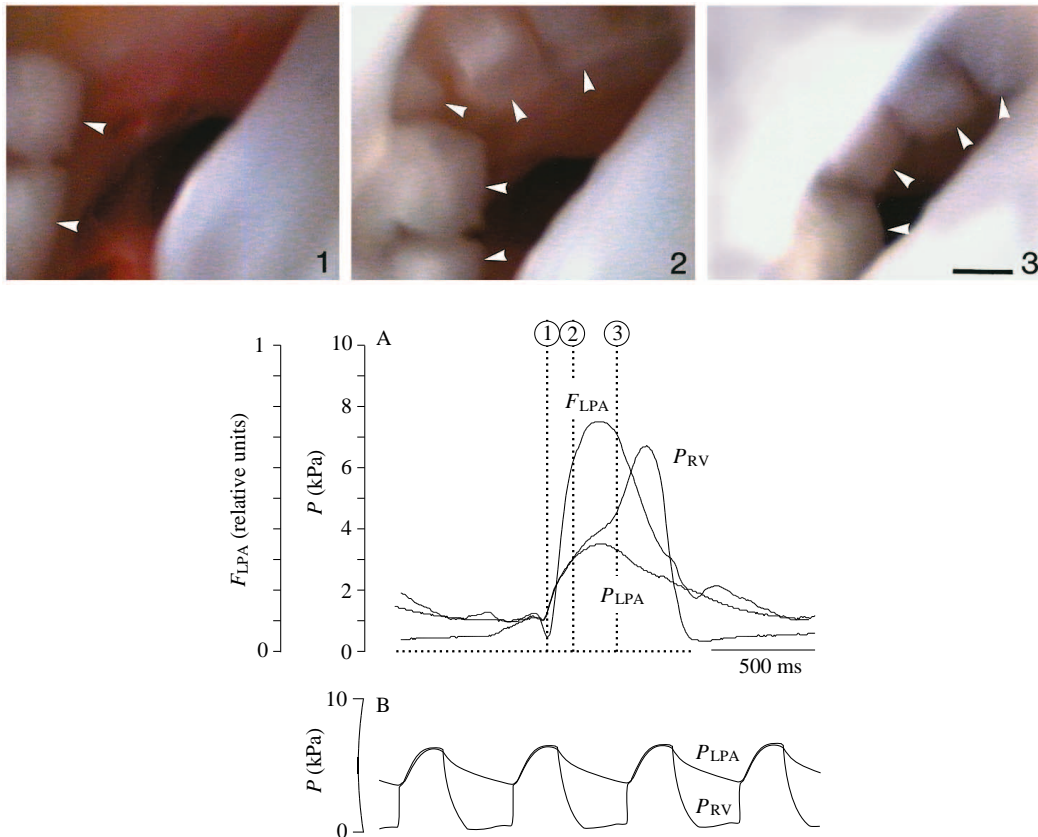 1
2
3
A
1 2 3
1
10
8
6
4
2
0
0
F_LPA (relative units)
P (kPa)
F_LPA
P_RV
P_LPA
500 ms
B
10
0
P (kPa)
P_LPA
P_RV